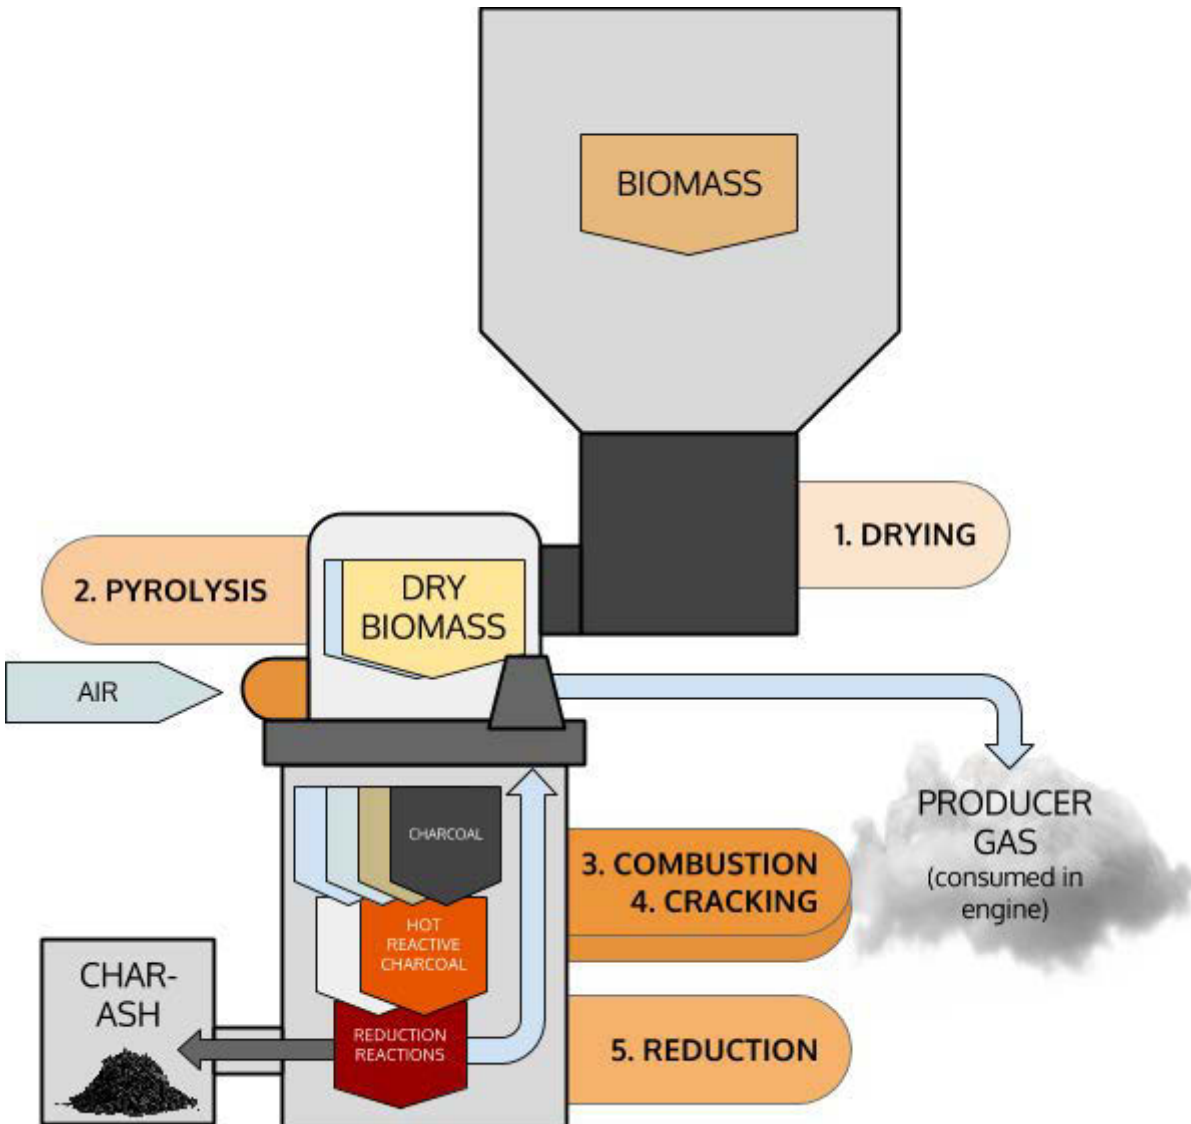 BIOMASS
1. DRYING
2. PYROLYSIS
DRY
BIOMASS
AIR
PRODUCER
GAS
(consumed in
engine)
CHARCOAL
3. COMBUSTION
4. CRACKING
HOT
REACTIVE
CHARCOAL
CHAR-
ASH
REDUCTION
REACTIONS
5. REDUCTION